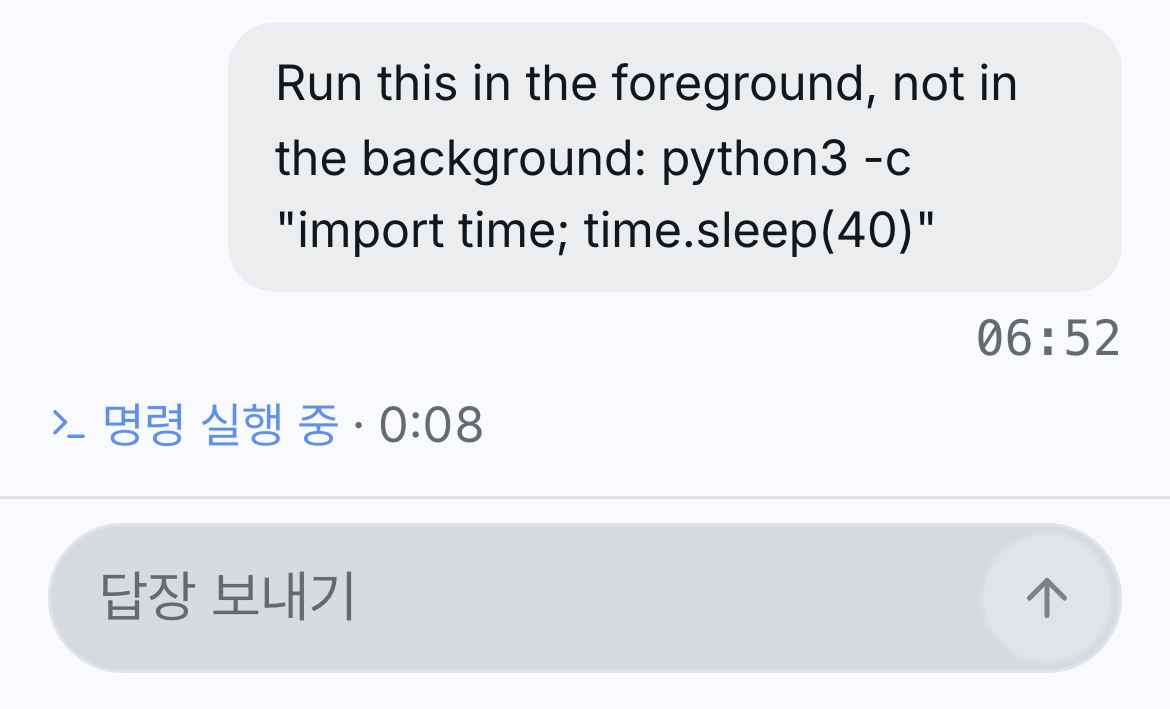 Run this in the foreground, not in
the background: python3 -c
"import time; time.sleep(40)"
06:52
명령 실행 중 · 0:08
답장 보내기